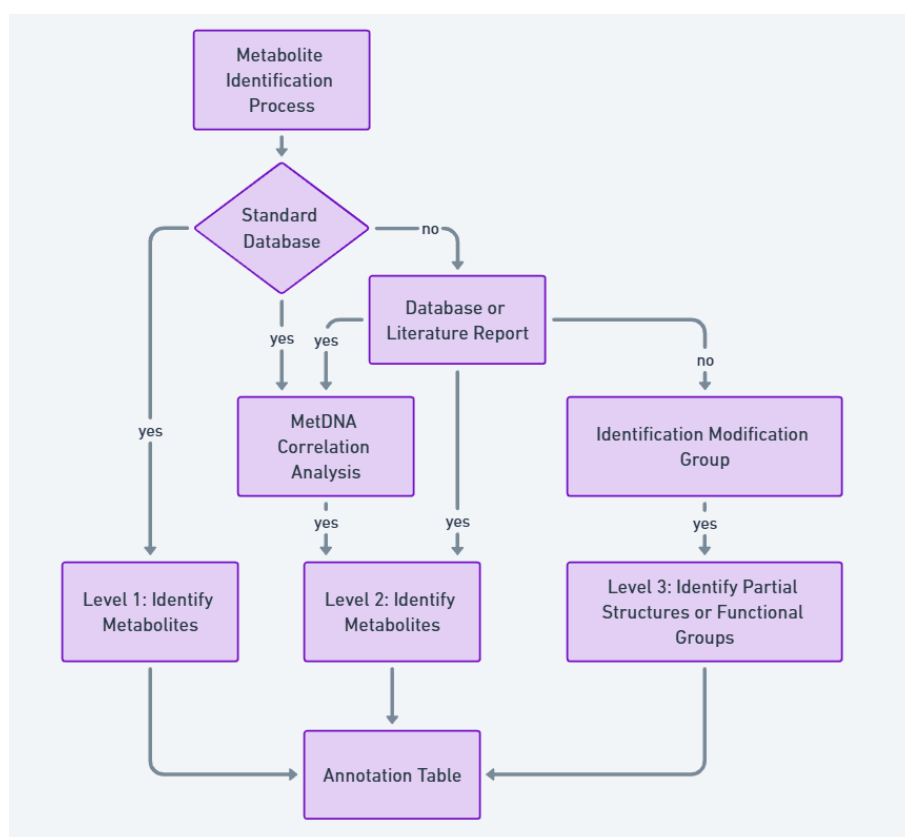 Metabolite
Identification
Process
Standard
Database
no
Database or
Literature Report
yes
yes
no
MetDNA
Correlation
Analysis
Identification Modification
Group
yes
yes
yes
yes
Level 1: Identify
Metabolites
Level 2: Identify
Metabolites
Level 3: Identify Partial
Structures or Functional
Groups
Annotation Table